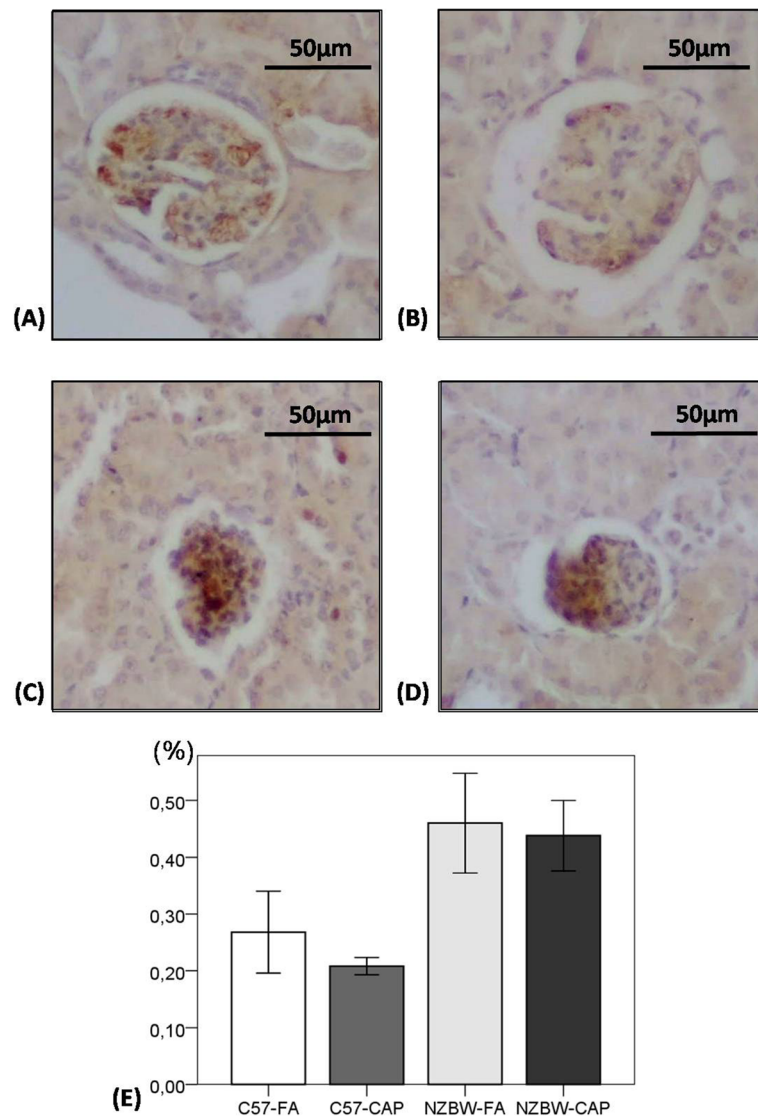 50µm
50µm
(A)
(B)
50µm
50µm
(C)
(D)
(%)
0,50
0,40
0,30
0,20
0,10
0,00
(E)
C57-FA
C57-CAP
NZBW-FA
NZBW-CAP